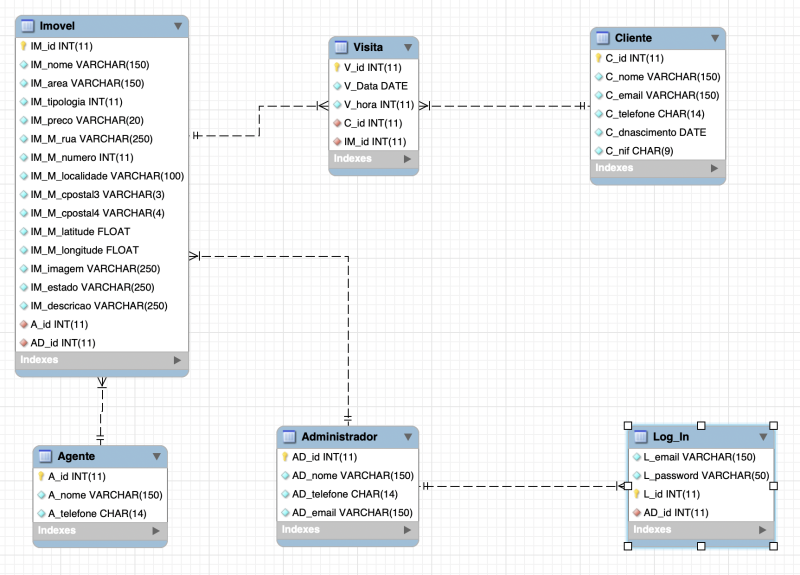 Imovel
IM_id INT(11)
IM_nome VARCHAR(150)
IM_area VARCHAR(150)
IM_tipologia INT(11)
IM_preco VARCHAR(20)
IM_M_rua VARCHAR(250)
IM_M_numero INT(11)
IM_M_localidade VARCHAR(100)
IM_M_cpostal3 VARCHAR(3)
IM_M_cpostal4 VARCHAR(4)
IM_M_latitude FLOAT
IM_M_longitude FLOAT
IM_imagem VARCHAR(250)
IM_estado VARCHAR(250)
IM_descricao VARCHAR(250)
A_id INT(11)
AD_id INT(11)
Indexes
Visita
V_id INT(11)
V_Data DATE
V_hora INT(11)
C_id INT(11)
IM_id INT(11)
Indexes
Cliente
C_id INT(11)
C_nome VARCHAR(150)
C_email VARCHAR(150)
C_telefone CHAR(14)
C_dnascimento DATE
C_nif CHAR(9)
Indexes
Agente
A_id INT(11)
A_nome VARCHAR(150)
A_telefone CHAR(14)
Indexes
Administrador
AD_id INT(11)
AD_nome VARCHAR(150)
AD_telefone CHAR(14)
AD_email VARCHAR(150)
Indexes
Log_In
L_email VARCHAR(150)
L_password VARCHAR(50)
L_id INT(11)
AD_id INT(11)
Indexes